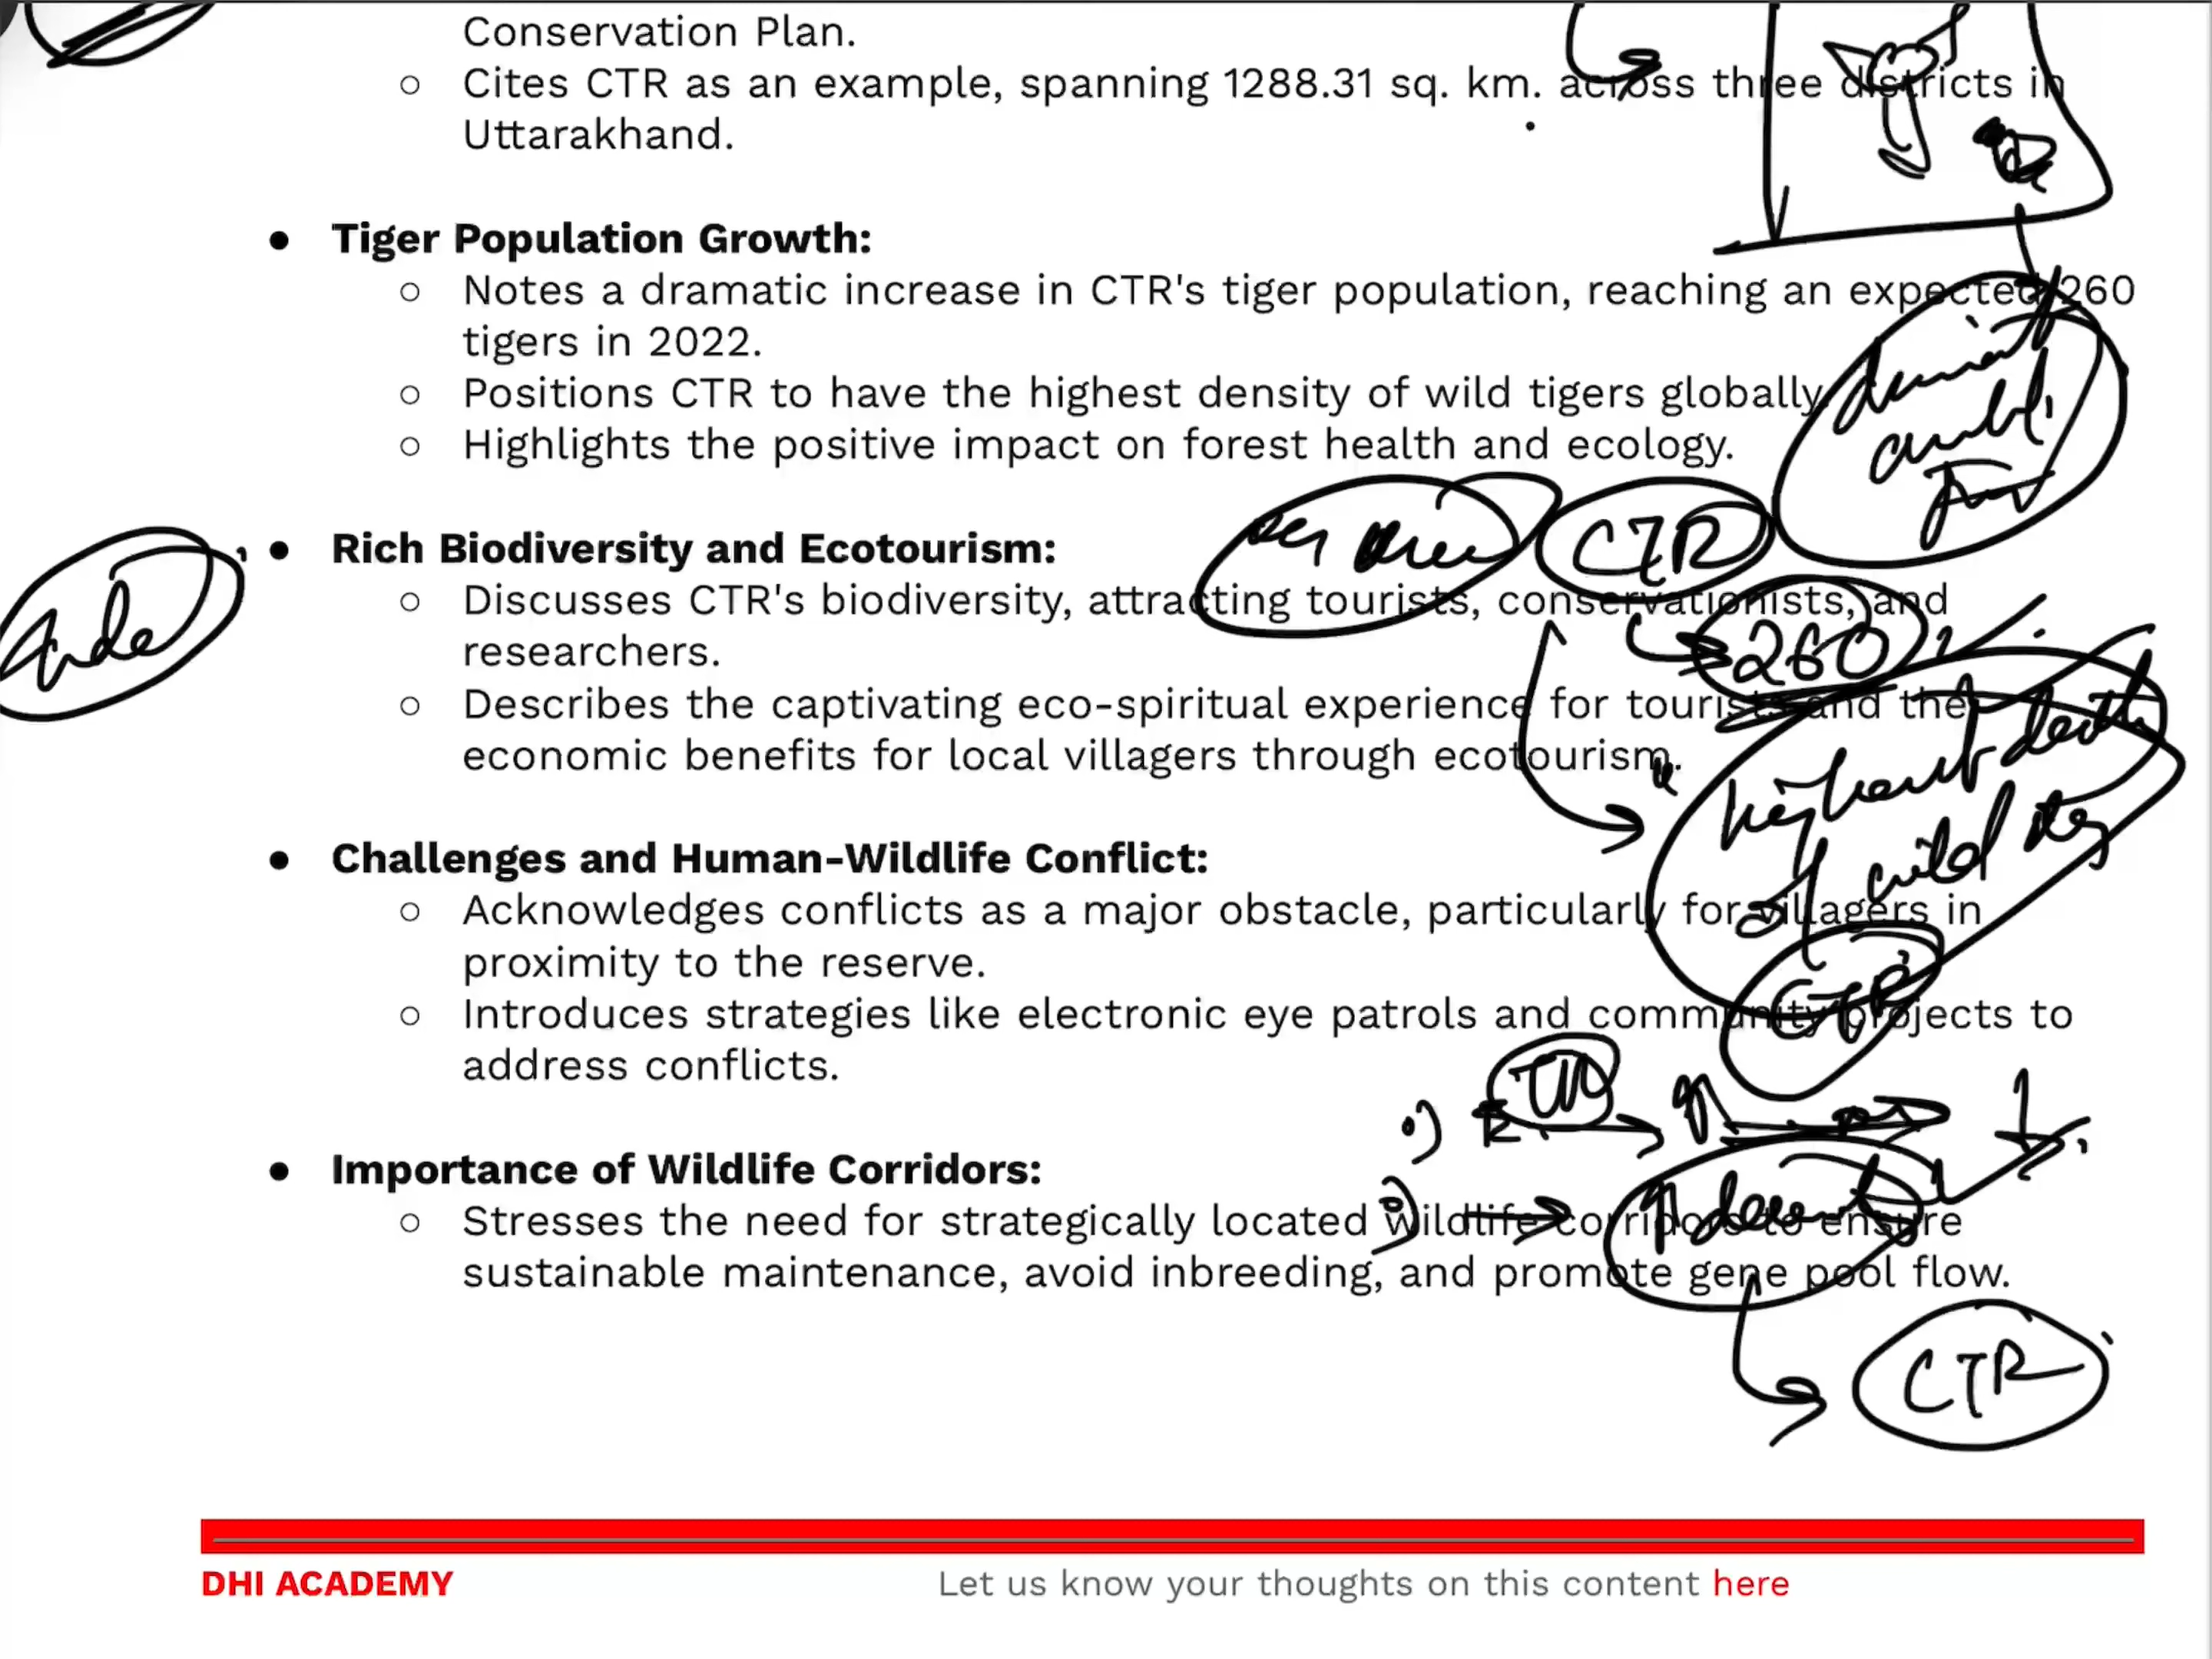 Conservation Plan.
○ Cites CTR as an example, spanning 1288.31 sq. km. across three districts in
Uttarakhand.
● Tiger Population Growth:
○ Notes a dramatic increase in CTR's tiger population, reaching an expected 260
tigers in 2022.
○ Positions CTR to have the highest density of wild tigers globally.
○ Highlights the positive impact on forest health and ecology.
CTR
● Rich Biodiversity and Ecotourism:
○ Discusses CTR's biodiversity, attracting tourists, conservationists, and
researchers.
260
○ Describes the captivating eco-spiritual experience for tourists and the
economic benefits for local villagers through ecotourism.
highest
of wild
● Challenges and Human-Wildlife Conflict:
○ Acknowledges conflicts as a major obstacle, particularly for villagers in
proximity to the reserve.
CTR
○ Introduces strategies like electronic eye patrols and community projects to
address conflicts.
● Importance of Wildlife Corridors:
○ Stresses the need for strategically located wildlife corridors to ensure
sustainable maintenance, avoid inbreeding, and promote gene pool flow.
CTR
DHI ACADEMY
Let us know your thoughts on this content here